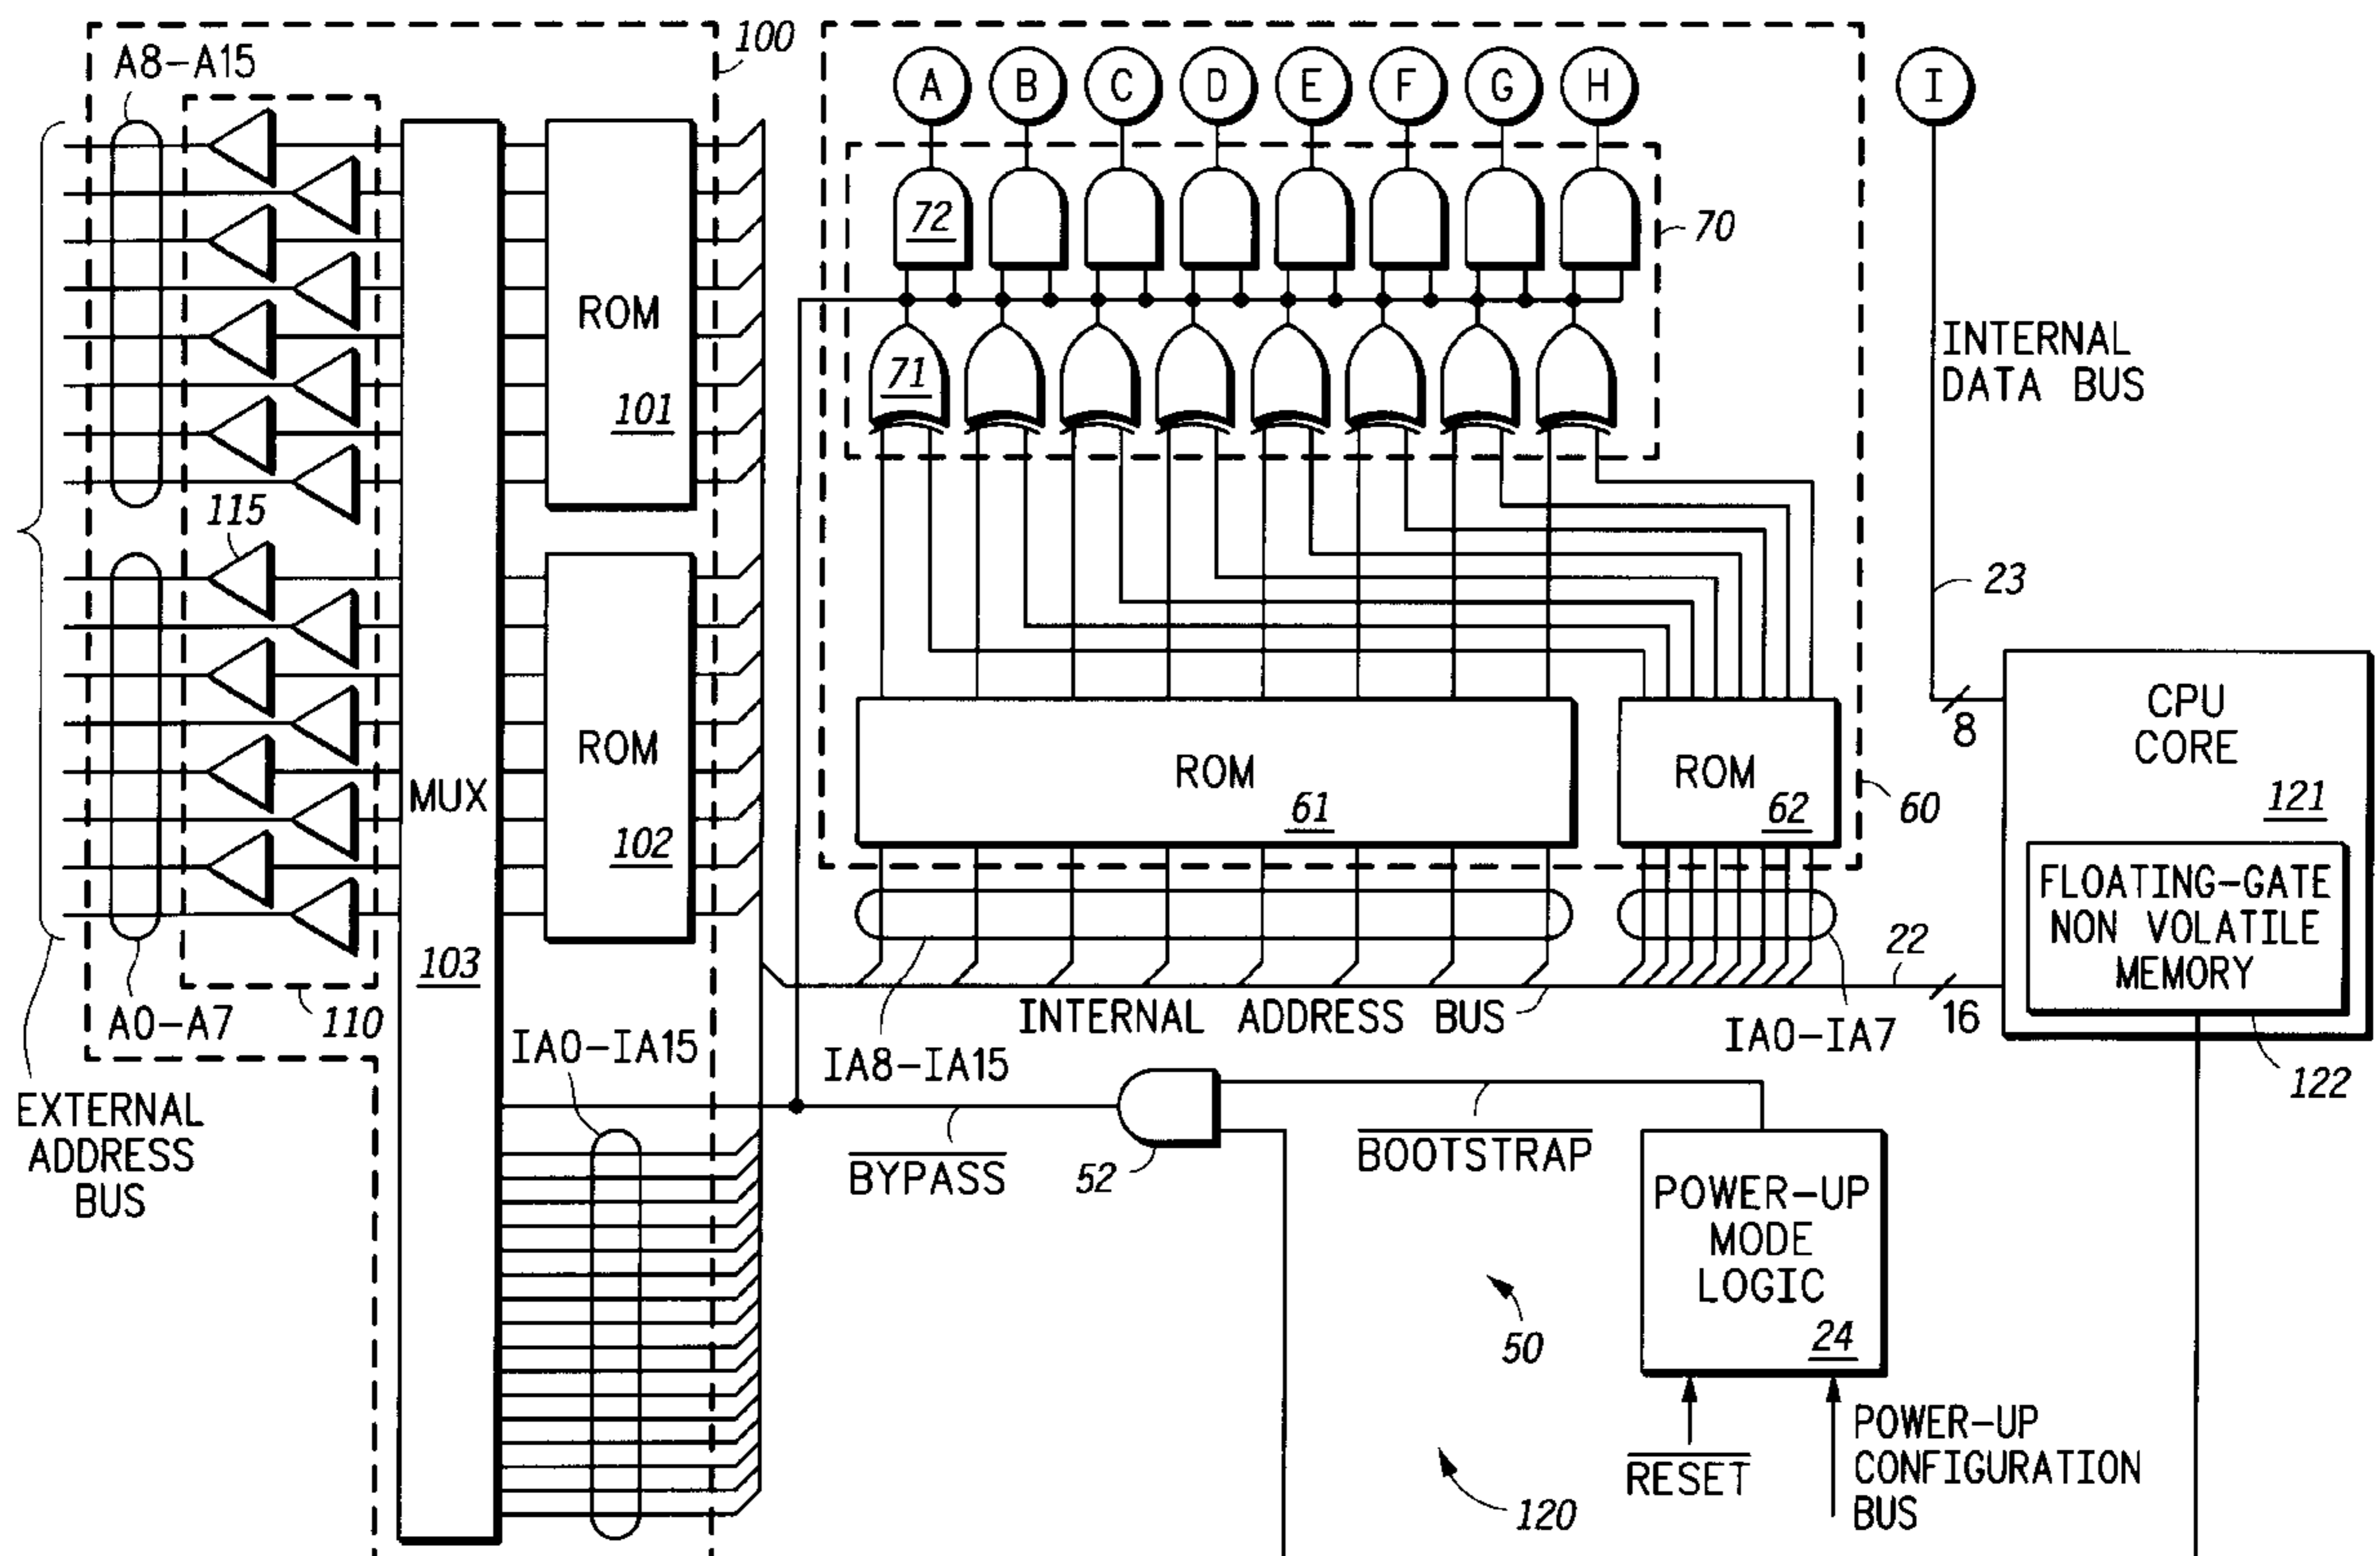 100
A8-A15
A
B
C
D
E
F
G
H
I
72
70
ROM
101
71
INTERNAL
DATA BUS
115
23
ROM
102
MUX
103
ROM
61
ROM
62
60
CPU
CORE
121
8
FLOATING-GATE
NON VOLATILE
MEMORY
122
22
16
A0-A7
110
INTERNAL ADDRESS BUS
IA0-IA7
IA0-IA15
IA8-IA15
EXTERNAL
ADDRESS
BUS
BYPASS
52
BOOTSTRAP
POWER-UP
MODE
LOGIC
24
50
RESET
POWER-UP
CONFIGURATION
BUS
120